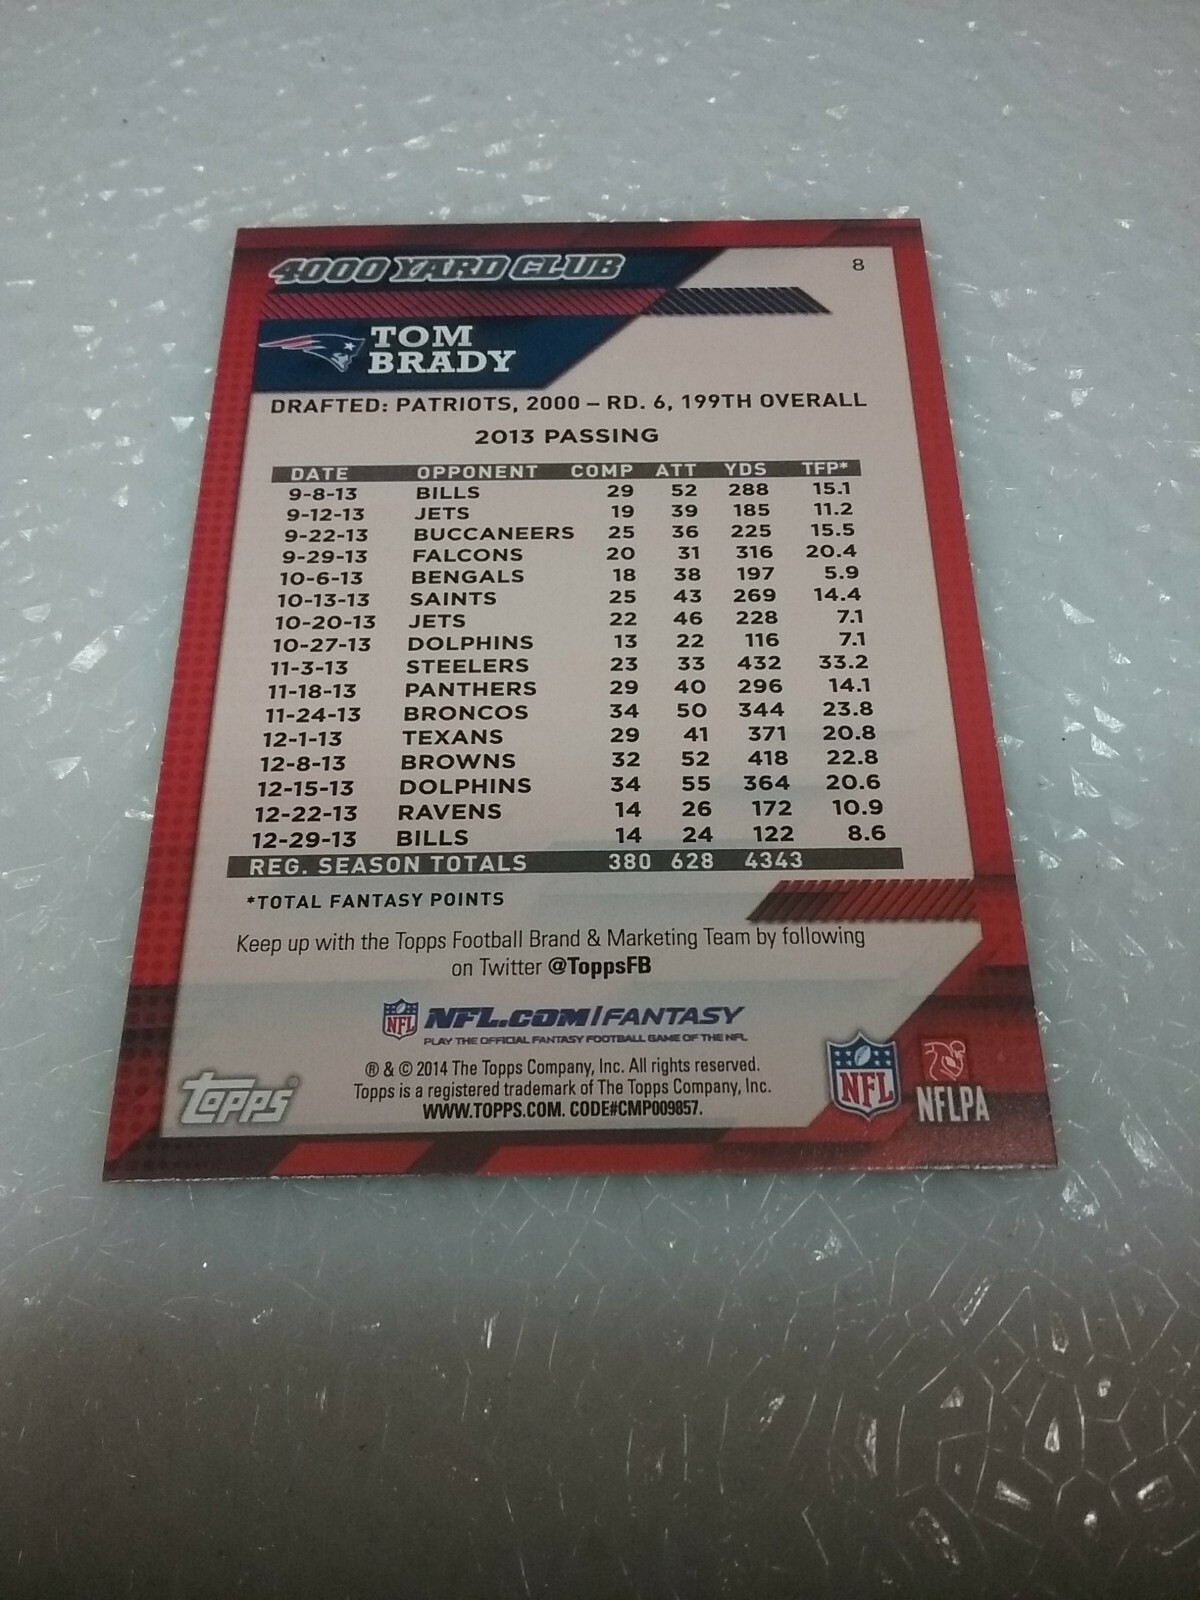 4000 YARD CLUB
8
TOM
BRADY
DRAFTED: PATRIOTS, 2000 – RD. 6, 199TH OVERALL
2013 PASSING
DATE OPPONENT COMP ATT YDS TFP*
9-8-13 BILLS 29 52 288 15.1
9-12-13 JETS 19 39 185 11.2
9-22-13 BUCCANEERS 25 36 225 15.5
9-29-13 FALCONS 20 31 316 20.4
10-6-13 BENGALS 18 38 197 5.9
10-13-13 SAINTS 25 43 269 14.4
10-20-13 JETS 22 46 228 7.1
10-27-13 DOLPHINS 13 22 116 7.1
11-3-13 STEELERS 23 33 432 33.2
11-18-13 PANTHERS 29 40 296 14.1
11-24-13 BRONCOS 34 50 344 23.8
12-1-13 TEXANS 29 41 371 20.8
12-8-13 BROWNS 32 52 418 22.8
12-15-13 DOLPHINS 34 55 364 20.6
12-22-13 RAVENS 14 26 172 10.9
12-29-13 BILLS 14 24 122 8.6
REG. SEASON TOTALS 380 628 4343
*TOTAL FANTASY POINTS
Keep up with the Topps Football Brand & Marketing Team by following
on Twitter @ToppsFB
NFL NFL.COM/FANTASY
PLAY THE OFFICIAL FANTASY FOOTBALL GAME OF THE NFL
® & © 2014 The Topps Company, Inc. All rights reserved.
Topps is a registered trademark of The Topps Company, Inc.
WWW.TOPPS.COM. CODE#CMP009857.
Topps®
NFL
NFLPA